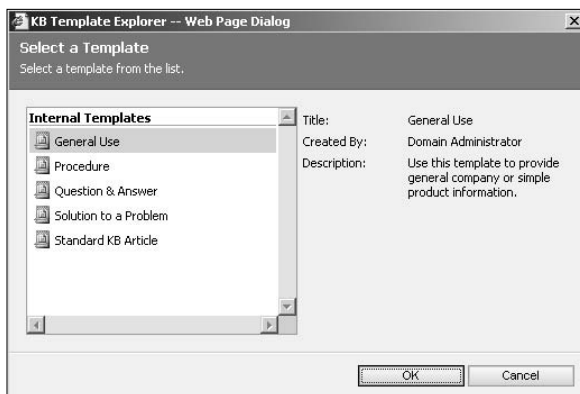 KB Template Explorer -- Web Page Dialog
Select a Template
Select a template from the list.
Internal Templates
General Use
Procedure
Question & Answer
Solution to a Problem
Standard KB Article
Title: General Use
Created By: Domain Administrator
Description: Use this template to provide
general company or simple
product information.
OK Cancel